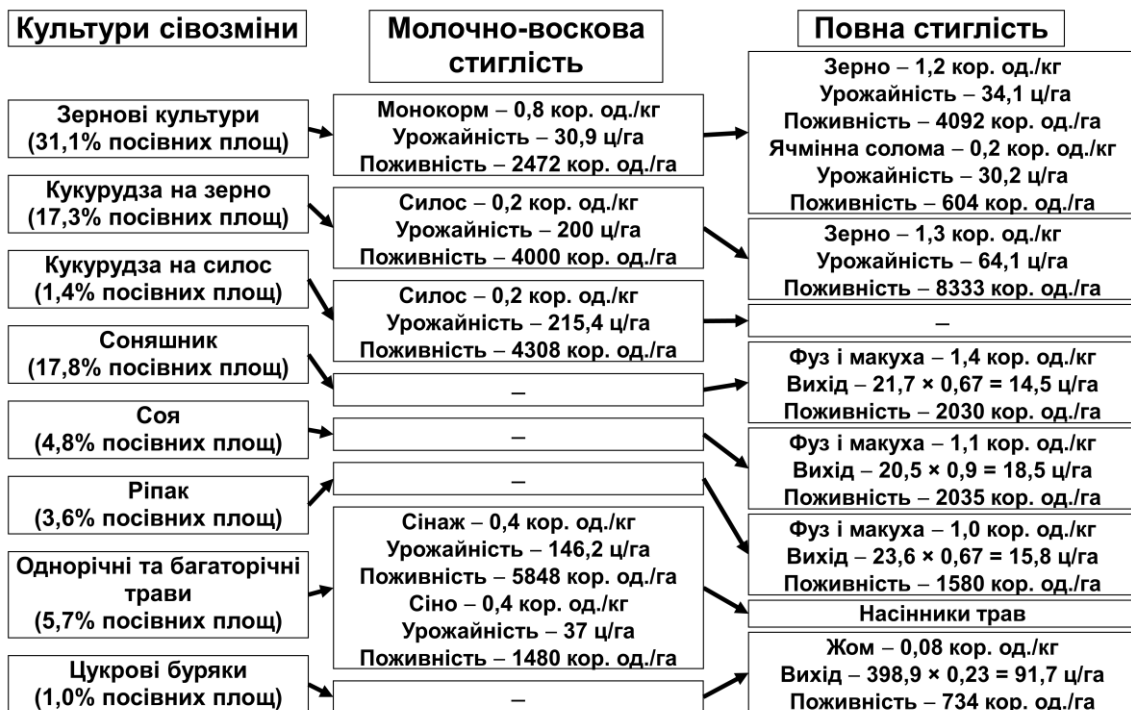 Культури сівозміни
Зернові культури
(31,1% посівних площ)
Кукурудза на зерно
(17,3% посівних площ)
Кукурудза на силос
(1,4% посівних площ)
Соняшник
(17,8% посівних площ)
Соя
(4,8% посівних площ)
Ріпак
(3,6% посівних площ)
Однорічні та багаторічні
трави
(5,7% посівних площ)
Цукрові буряки
(1,0% посівних площ)
Молочно-воскова
стиглість
Монокорм – 0,8 кор. од./кг
Урожайність – 30,9 ц/га
Поживність – 2472 кор. од./га
Силос – 0,2 кор. од./кг
Урожайність – 200 ц/га
Поживність – 4000 кор. од./га
Силос – 0,2 кор. од./кг
Урожайність – 215,4 ц/га
Поживність – 4308 кор. од./га
–
–
–
Сінаж – 0,4 кор. од./кг
Урожайність – 146,2 ц/га
Поживність – 5848 кор. од./га
Сіно – 0,4 кор. од./кг
Урожайність – 37 ц/га
Поживність – 1480 кор. од./га
–
Повна стиглість
Зерно – 1,2 кор. од./кг
Урожайність – 34,1 ц/га
Поживність – 4092 кор. од./га
Ячмінна солома – 0,2 кор. од./кг
Урожайність – 30,2 ц/га
Поживність – 604 кор. од./га
Зерно – 1,3 кор. од./кг
Урожайність – 64,1 ц/га
Поживність – 8333 кор. од./га
–
Фуз і макуха – 1,4 кор. од./кг
Вихід – 21,7 × 0,67 = 14,5 ц/га
Поживність – 2030 кор. од./га
Фуз і макуха – 1,1 кор. од./кг
Вихід – 20,5 × 0,9 = 18,5 ц/га
Поживність – 2035 кор. од./га
Фуз і макуха – 1,0 кор. од./кг
Вихід – 23,6 × 0,67 = 15,8 ц/га
Поживність – 1580 кор. од./га
Насінники трав
Жом – 0,08 кор. од./кг
Вихід – 398,9 × 0,23 = 91,7 ц/га
Поживність – 734 кор. од./га